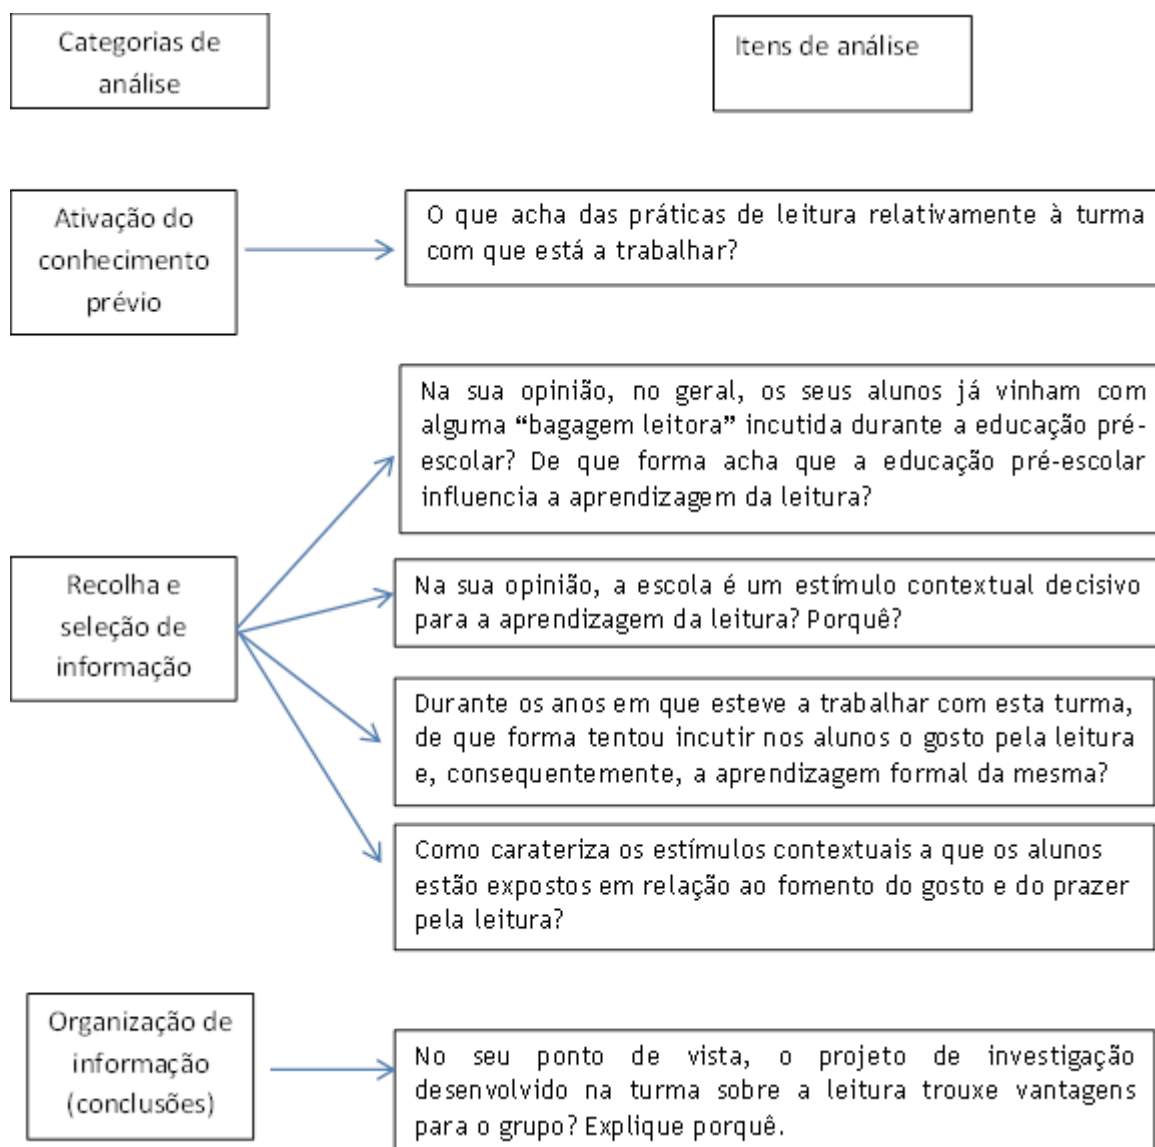 Categorias de
análise
Itens de análise
Ativação do
conhecimento
prévio
O que acha das práticas de leitura relativamente à turma
com que está a trabalhar?
Recolha e
seleção de
informação
Na sua opinião, no geral, os seus alunos já vinham com
alguma “bagagem leitora” incutida durante a educação pré-
escolar? De que forma acha que a educação pré-escolar
influencia a aprendizagem da leitura?
Na sua opinião, a escola é um estímulo contextual decisivo
para a aprendizagem da leitura? Porquê?
Durante os anos em que esteve a trabalhar com esta turma,
de que forma tentou incutir nos alunos o gosto pela leitura
e, consequentemente, a aprendizagem formal da mesma?
Como carateriza os estímulos contextuais a que os alunos
estão expostos em relação ao fomento do gosto e do prazer
pela leitura?
Organização de
informação
(conclusões)
No seu ponto de vista, o projeto de investigação
desenvolvido na turma sobre a leitura trouxe vantagens
para o grupo? Explique porquê.